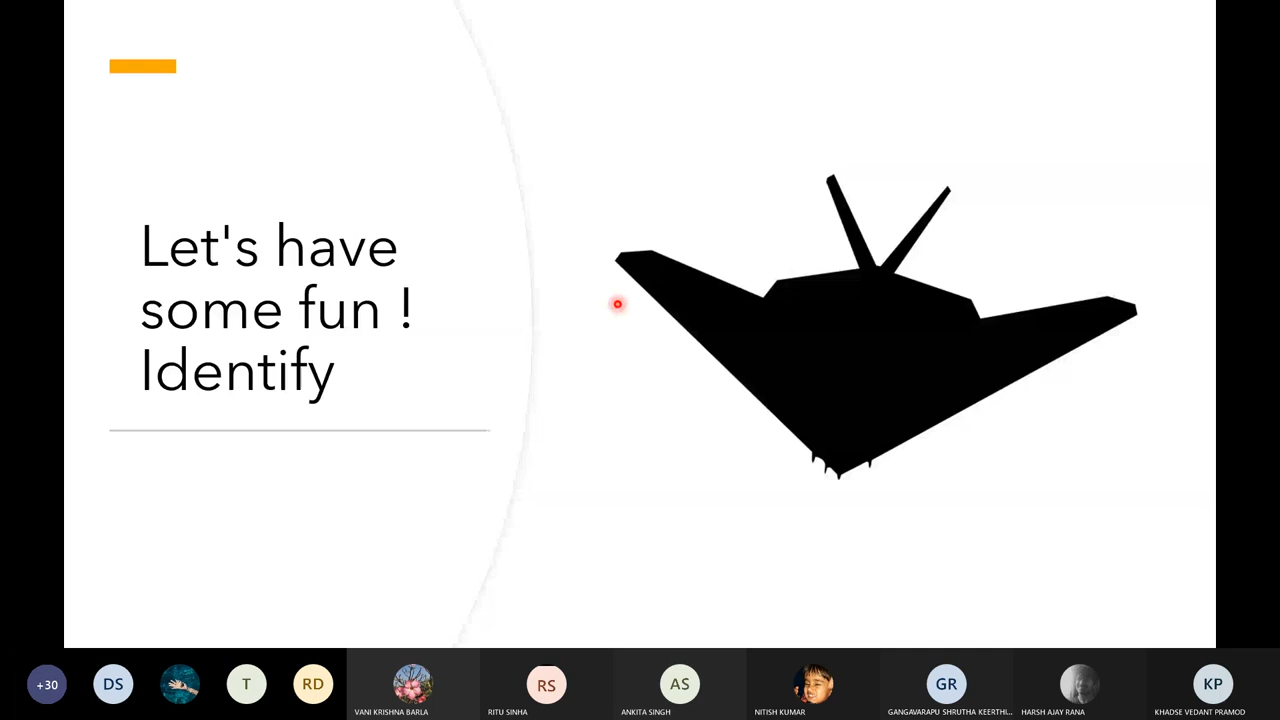 Let's have
some fun !
Identify
+30
DS
T
RD
VANI KRISHNA BARLA
RS
RITU SINHA
AS
ANKITA SINGH
NITISH KUMAR
GR
GANGAVARAPU SHRUTHA KEERTHI...
HARSH AJAY RANA
KP
KHADSE VEDANT PRAMOD